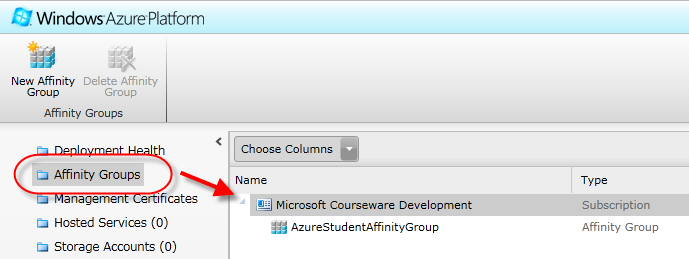 Windows Azure Platform
New Affinity Group
Delete Affinity Group
Affinity Groups
Deployment Health
Affinity Groups
Management Certificates
Hosted Services (0)
Storage Accounts (0)
Choose Columns
Name Type
Microsoft Courseware Development Subscription
AzureStudentAffinityGroup Affinity Group